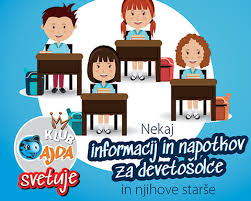 Nekaj
informacij in napotkov
za devetošolce
in njihove starše
KLUB
AJDA
svetuje